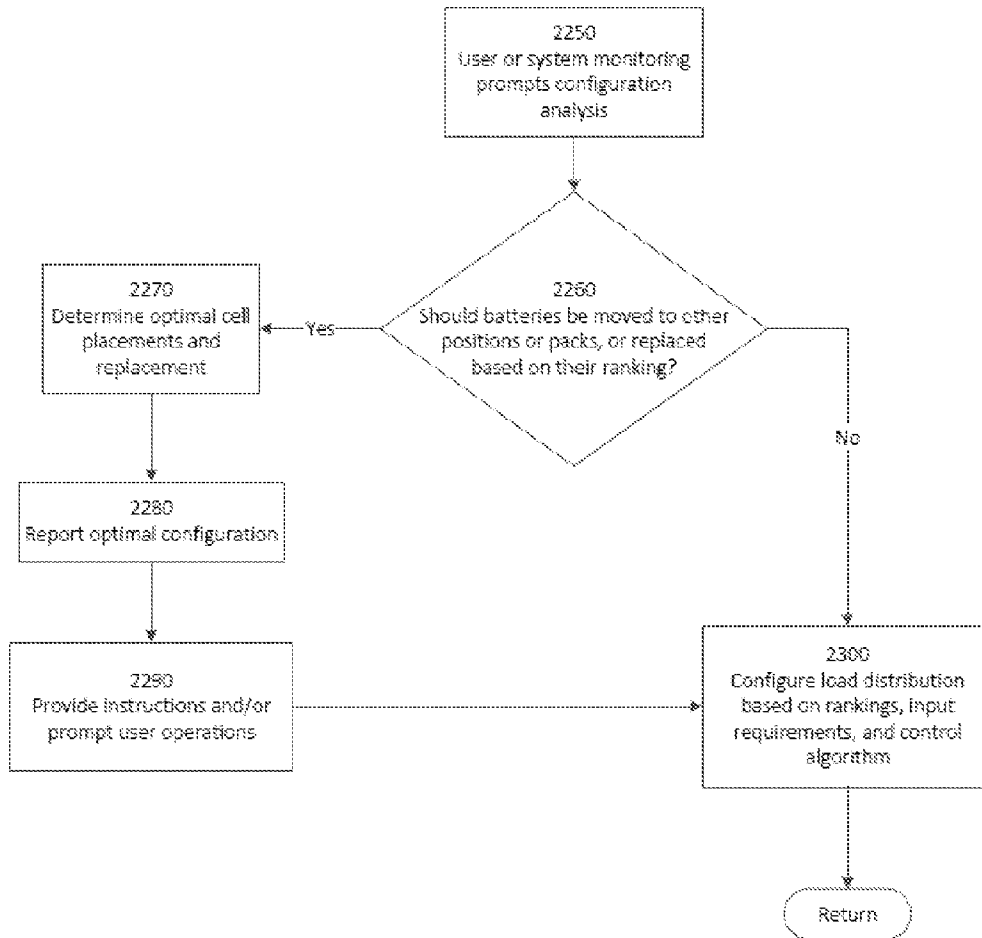 2250
User or system monitoring
prompts configuration
analysis
2260
Should batteries be moved to other
positions or packs, or replaced
based on their ranking?
Yes
No
2270
Determine optimal cell
placements and
replacement
2280
Report optimal configuration
2290
Provide instructions and/or
prompt user operations
2300
Configure load distribution
based on rankings, input
requirements, and control
algorithm
Return